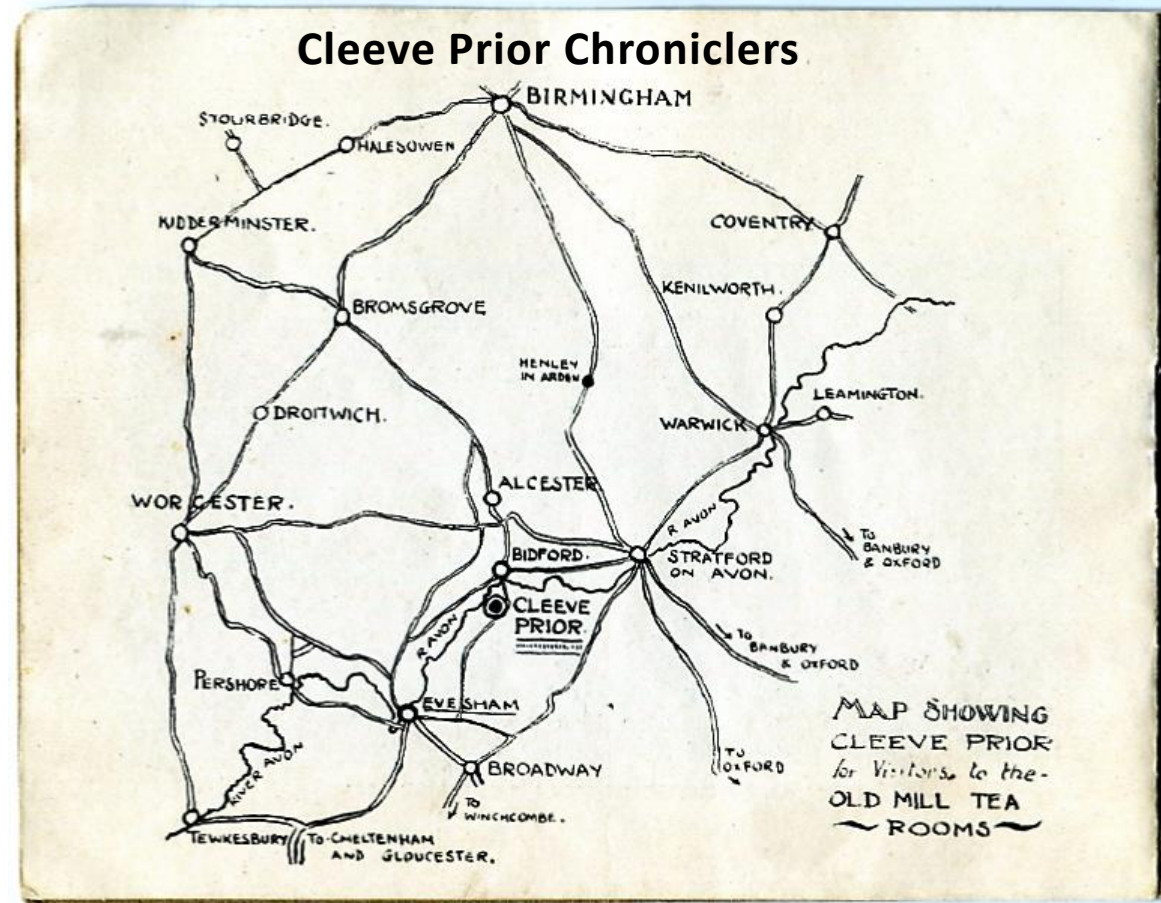 Cleeve Prior Chroniclers
BIRMINGHAM
STOURBRIDGE.
HALESOWEN
KIDDERMINSTER.
COVENTRY
KENILWORTH.
BROMSGROVE
HENLEY
IN ARDEN
LEAMINGTON.
DROITWICH.
WARWICK
ALCESTER
WORCESTER.
R AVON
TO
BANBURY
& OXFORD
BIDFORD.
STRATFORD
ON AVON.
CLEEVE
PRIOR.
R AVON
TO
BANBURY
& OXFORD
PERSHORE
EVESHAM
MAP SHOWING
CLEEVE PRIOR
for Visitors, to the-
OLD MILL TEA
ROOMS
RIVER AVON
BROADWAY
TO
OXFORD
TO
WINCHCOMBE.
TEWKESBURY
TO CHELTENHAM
AND GLOUCESTER.